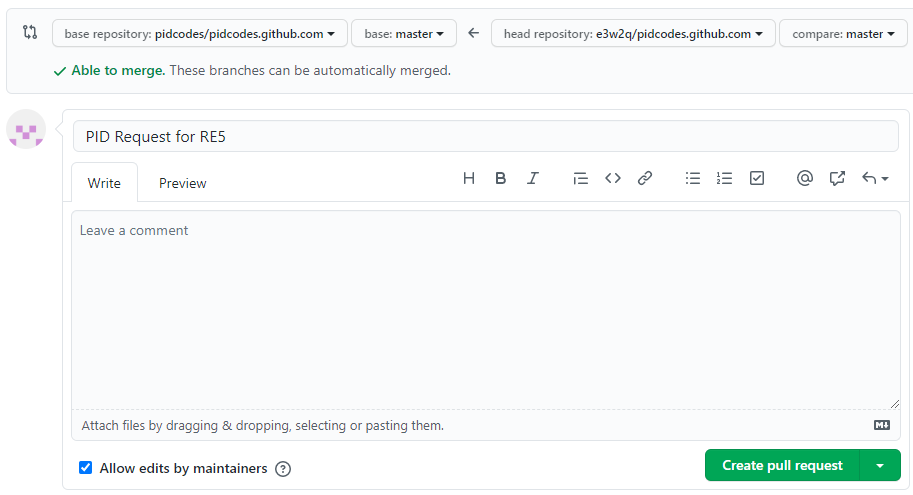 base repository: pidcodes/pidcodes.github.com base: master head repository: e3w2q/pidcodes.github.com compare: master
Able to merge. These branches can be automatically merged.
PID Request for RE5
Write Preview H B I @
Leave a comment
Attach files by dragging & dropping, selecting or pasting them. M
Allow edits by maintainers ? Create pull request